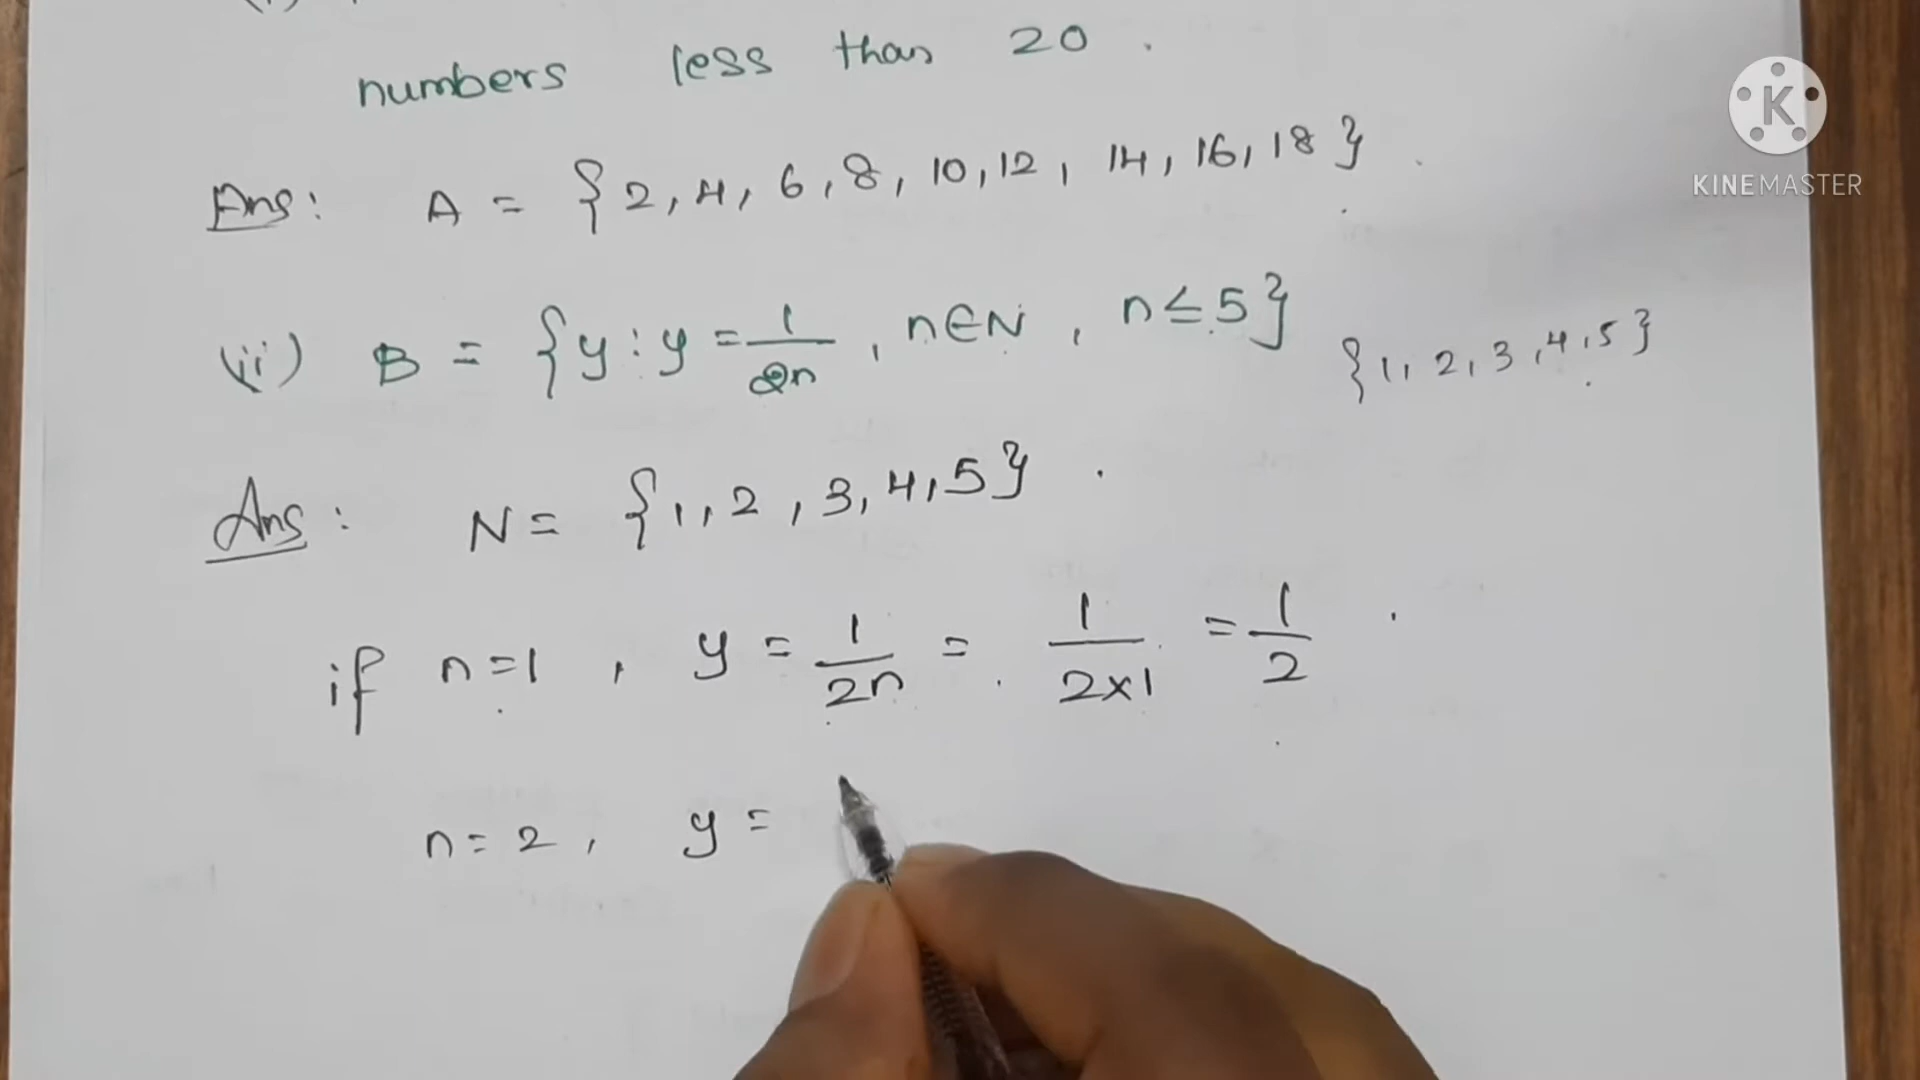 numbers less than 20.
Ans: A = {2, 4, 6, 8, 10, 12, 14, 16, 18}
(ii) B = {y : y = 1/2n, n∈N, n≤5}
{1, 2, 3, 4, 5}
Ans: N = {1, 2, 3, 4, 5}.
if n=1, y = 1/2n = 1/2×1 = 1/2
n=2, y =
K
KINEMASTER